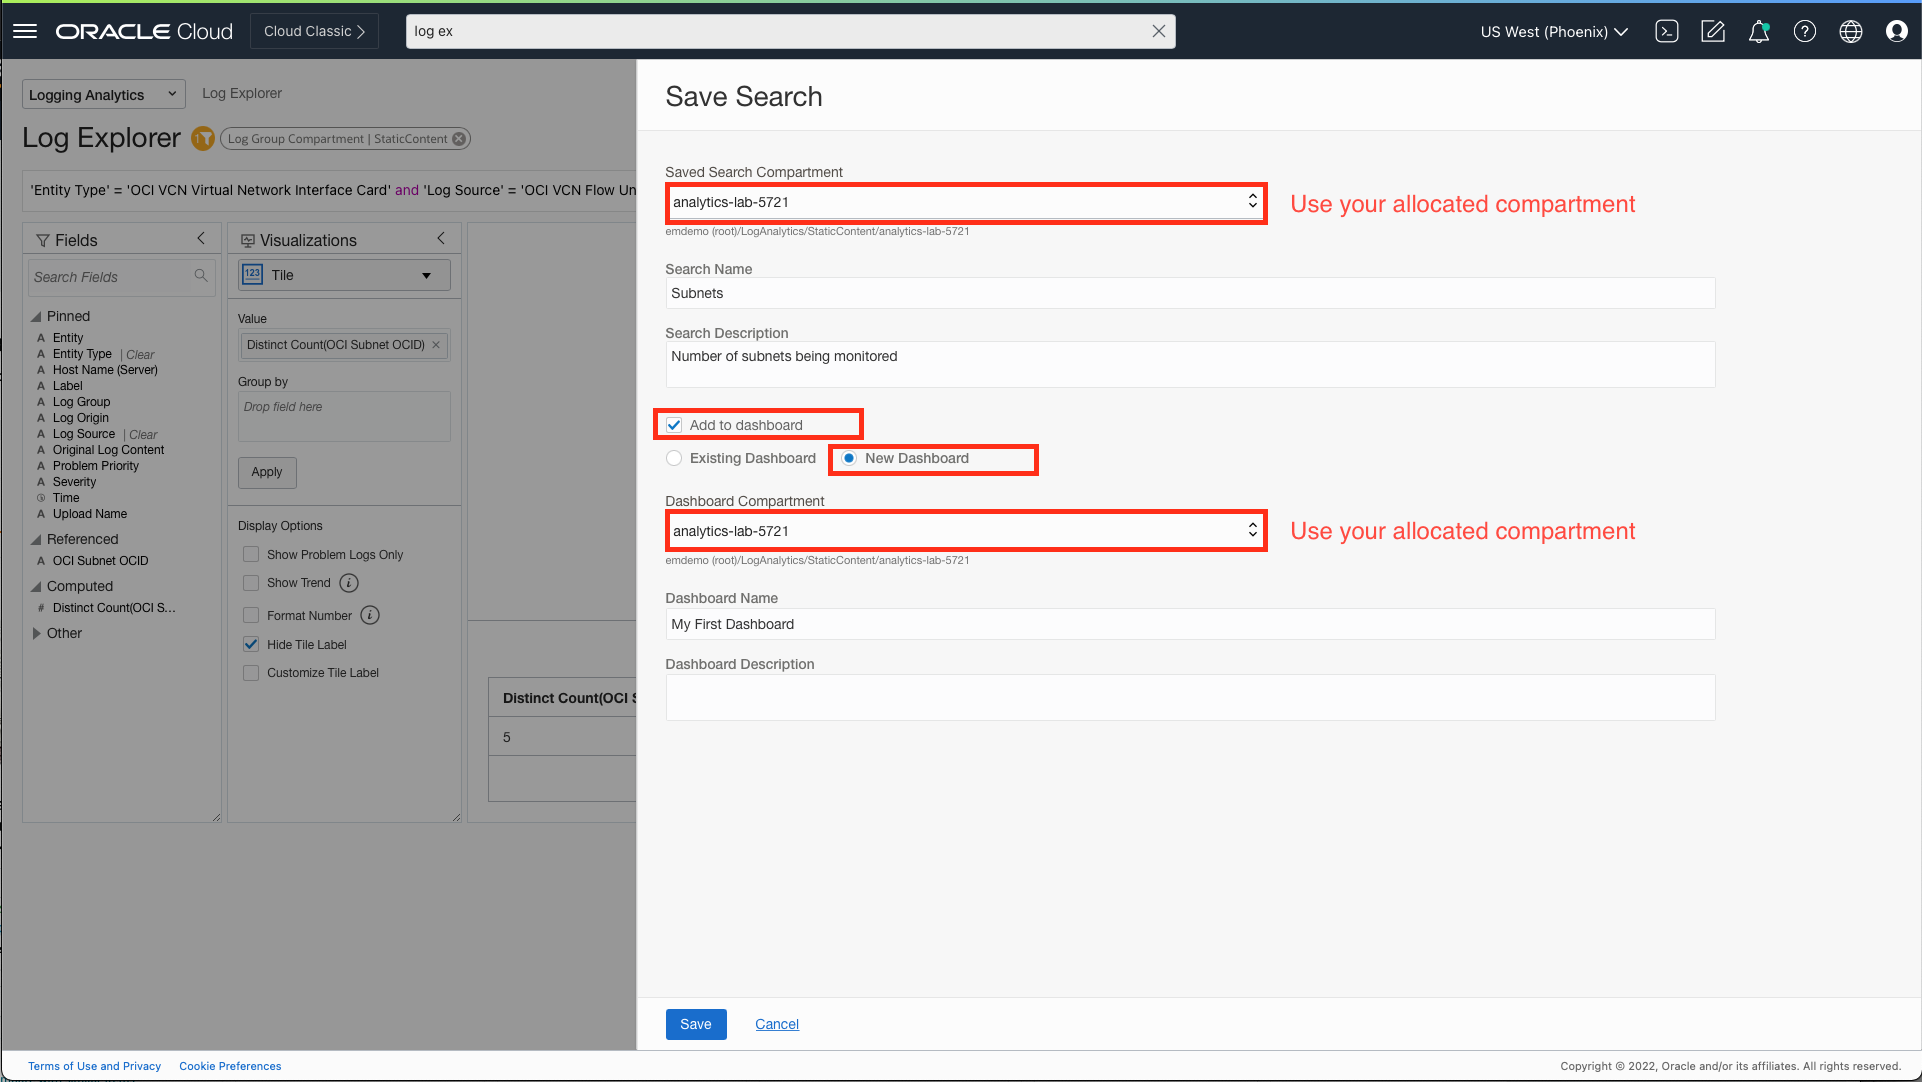 ORACLE Cloud
Cloud Classic
log ex
US West (Phoenix)
Logging Analytics
Log Explorer
Log Explorer
1
Log Group Compartment | StaticContent
'Entity Type' = 'OCI VCN Virtual Network Interface Card' and 'Log Source' = 'OCI VCN Flow Un
Fields
Search Fields
Pinned
A Entity
A Entity Type | Clear
A Host Name (Server)
A Label
A Log Group
A Log Origin
A Log Source | Clear
A Original Log Content
A Problem Priority
A Severity
Time
A Upload Name
Referenced
A OCI Subnet OCID
Computed
# Distinct Count(OCI S...
Other
Visualizations
123 Tile
Value
Distinct Count(OCI Subnet OCID)
Group by
Drop field here
Apply
Display Options
Show Problem Logs Only
Show Trend i
Format Number i
Hide Tile Label
Customize Tile Label
Distinct Count(OCI S
5
Save Search
Saved Search Compartment
analytics-lab-5721
Use your allocated compartment
emdemo (root)/LogAnalytics/StaticContent/analytics-lab-5721
Search Name
Subnets
Search Description
Number of subnets being monitored
Add to dashboard
Existing Dashboard
New Dashboard
Dashboard Compartment
analytics-lab-5721
Use your allocated compartment
emdemo (root)/LogAnalytics/StaticContent/analytics-lab-5721
Dashboard Name
My First Dashboard
Dashboard Description
Save
Cancel
Terms of Use and Privacy
Cookie Preferences
Copyright © 2022, Oracle and/or its affiliates. All rights reserved.